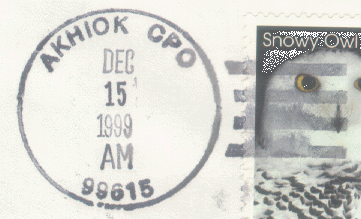 AKHIOK CPO
DEC
15
1999
AM
99615
Snowy Owl